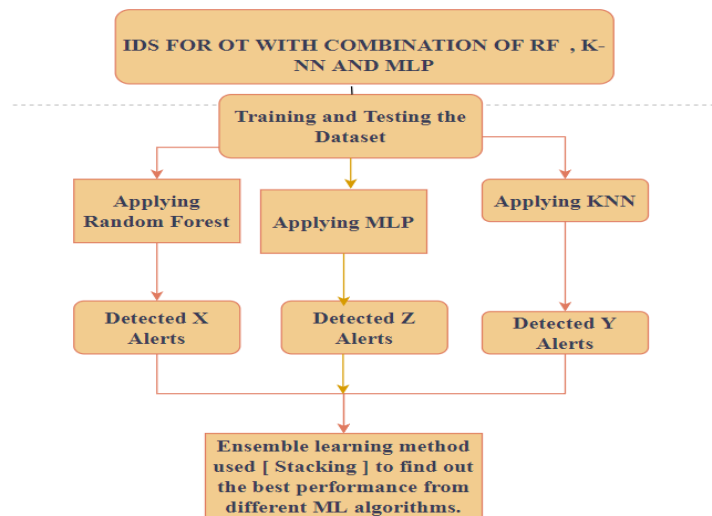 IDS FOR OT WITH COMBINATION OF RF , K-
NN AND MLP
Training and Testing the
Dataset
Applying
Random Forest
Applying MLP
Applying KNN
Detected X
Alerts
Detected Z
Alerts
Detected Y
Alerts
Ensemble learning method
used [ Stacking ] to find out
the best performance from
different ML algorithms.